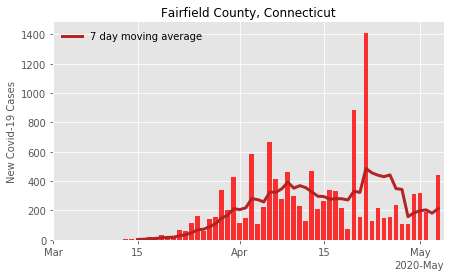 Fairfield County, Connecticut
7 day moving average
New Covid-19 Cases
1400
1200
1000
800
600
400
200
0
Mar
15
Apr
15
May
2020-May